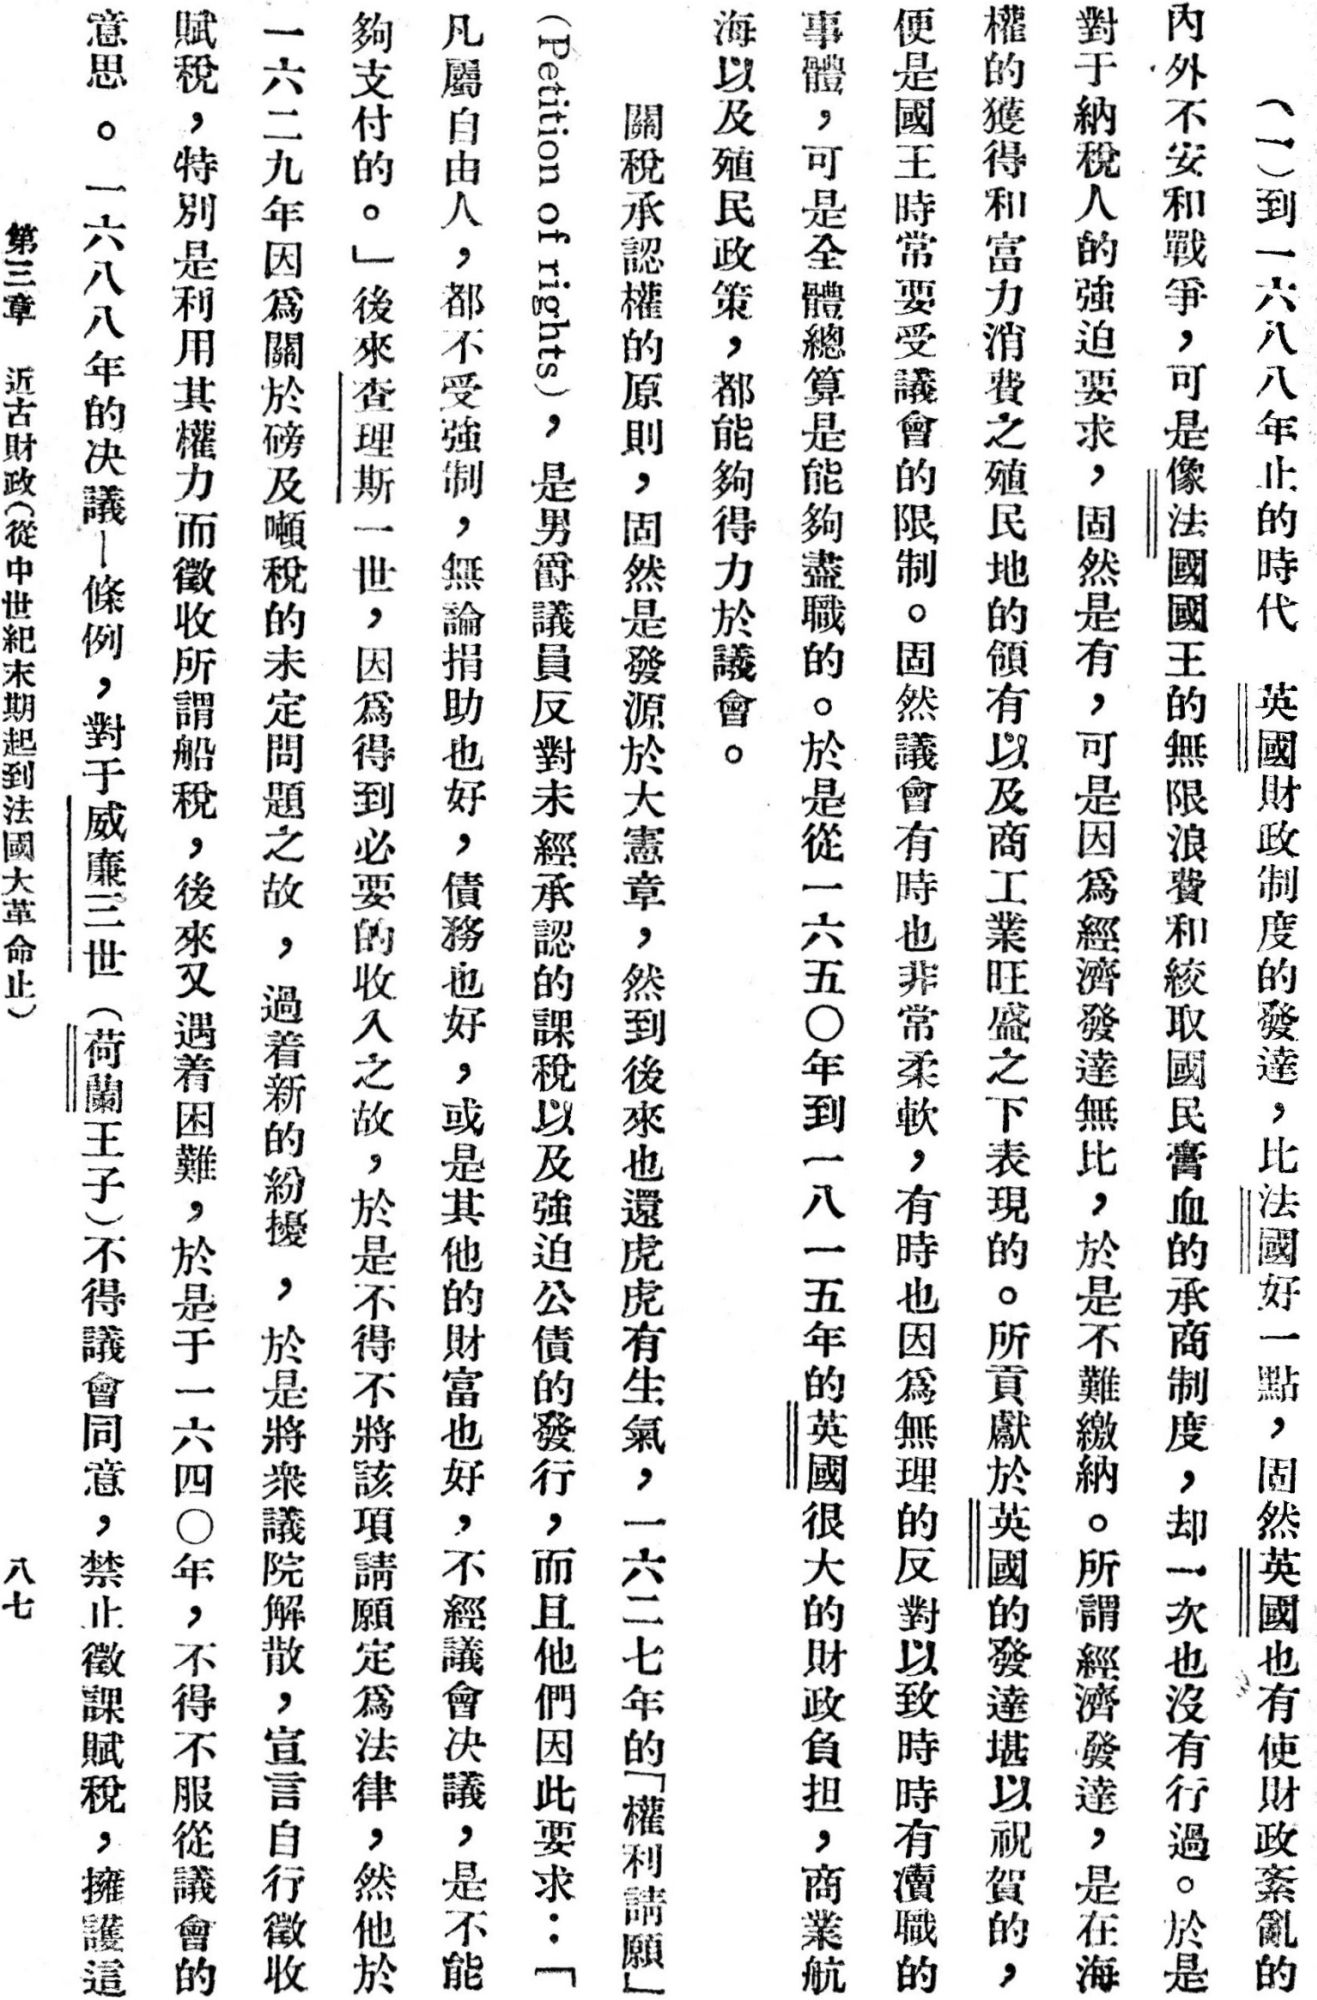 （一）到一六八八年止的時代　英國財政制度的發達，比法國好一點，固然英國也有使財政紊亂的
內外不安和戰爭，可是像法國國王的無限浪費和絞取國民膏血的承商制度，却一次也沒有行過。於是
對于納稅人的強迫要求，固然是有，可是因爲經濟發達無比，於是不難繳納。所謂經濟發達，是在海
權的獲得和富力消費之殖民地的領有以及商工業旺盛之下表現的。所貢獻於英國的發達堪以祝賀的，
便是國王時常要受議會的限制。固然議會有時也非常柔軟，有時也因爲無理的反對以致時時有瀆職的
事體，可是全體總算是能夠盡職的。於是從一六五〇年到一八一五年的英國很大的財政負担，商業航
海以及殖民政策，都能夠得力於議會。
關稅承認權的原則，固然是發源於大憲章，然到後來也還虎虎有生氣，一六二七年的「權利請願」
(Petition of rights)，是男爵議員反對未經承認的課稅以及強迫公債的發行，而且他們因此要求：「
凡屬自由人，都不受強制，無論捐助也好，債務也好，或是其他的財富也好，不經議會决議，是不能
夠支付的。」後來查理斯一世，因爲得到必要的收入之故，於是不得不將該項請願定爲法律，然他於
一六二九年因爲關於磅及噸稅的未定問題之故，過着新的紛擾，於是將衆議院解散，宣言自行徵收
賦稅，特別是利用其權力而徵收所謂船稅，後來又遇着困難，於是于一六四〇年，不得不服從議會的
意思。一六八八年的决議—條例，對于威廉三世（荷蘭王子）不得議會同意，禁止徵課賦稅，擁護這
第三章　近古財政（從中世紀末期起到法國大革命止）　八七